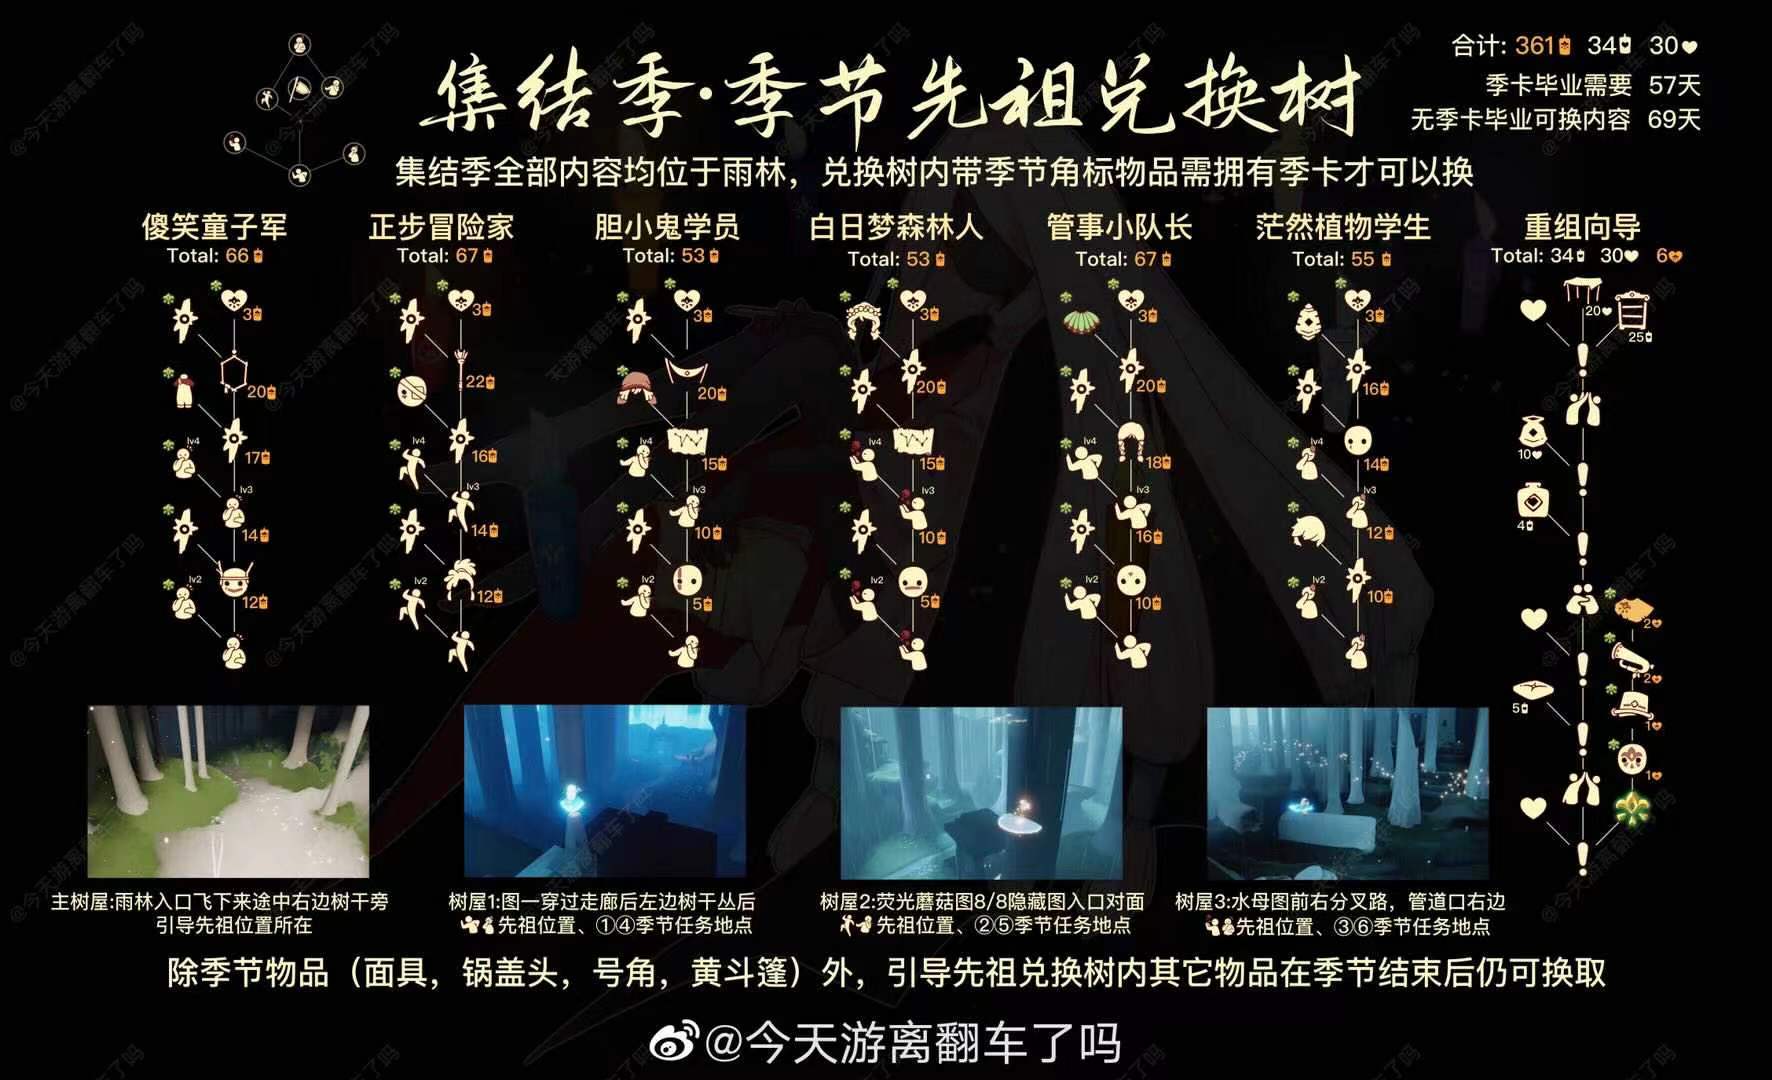 集结季·季节先祖兑换树
合计: 361 34 30
季卡毕业需要 57天
无季卡毕业可换内容 69天
集结季全部内容均位于雨林，兑换树内带季节角标物品需拥有季卡才可以换
傻笑童子军
Total: 66
3
20
17
lv4
lv3
14
lv2
12
正步冒险家
Total: 67
3
22
16
lv4
lv3
14
lv2
12
胆小鬼学员
Total: 53
3
20
lv4
15
lv3
10
lv2
5
白日梦森林人
Total: 53
3
20
lv4
15
lv3
10
lv2
5
管事小队长
Total: 67
3
20
lv4
18
lv3
16
lv2
10
茫然植物学生
Total: 55
3
16
lv4
14
lv3
12
lv2
10
重组向导
Total: 34 30 6
20
25
10
4
2
2
5
1
1
主树屋:雨林入口飞下来途中右边树干旁
引导先祖位置所在
树屋1:图一穿过走廊后左边树干丛后
先祖位置、①④季节任务地点
树屋2:荧光蘑菇图8/8隐藏图入口对面
先祖位置、②⑤季节任务地点
树屋3:水母图前右分叉路，管道口右边
先祖位置、③⑥季节任务地点
除季节物品（面具，锅盖头，号角，黄斗篷）外，引导先祖兑换树内其它物品在季节结束后仍可换取
@今天游离翻车了吗